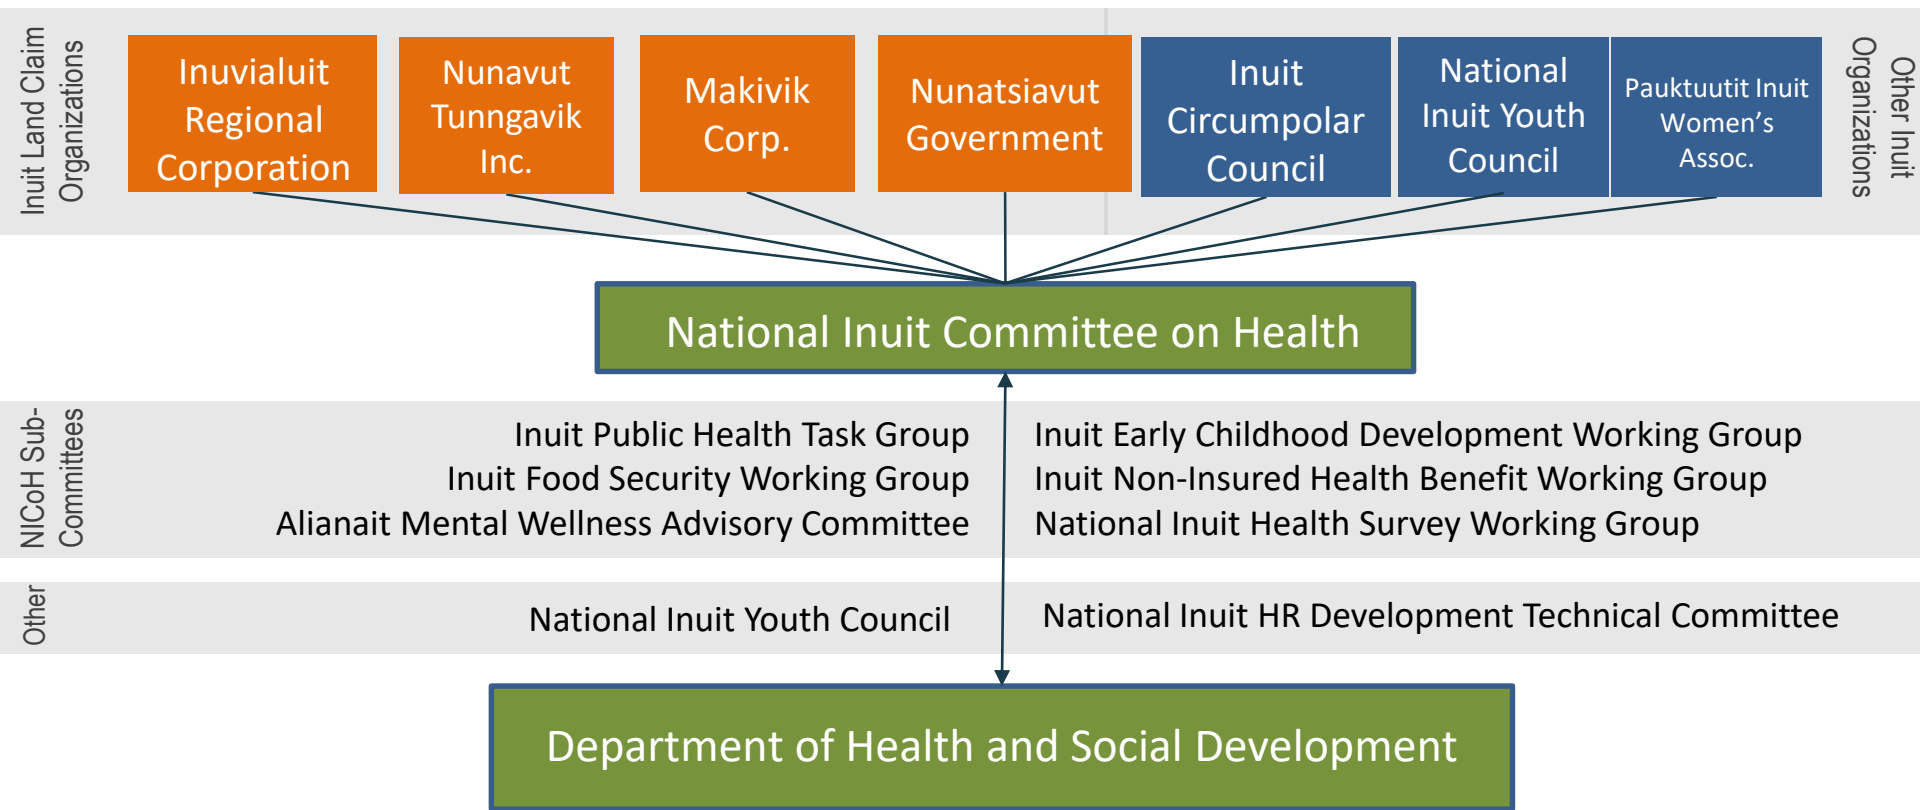 Inuit Land Claim
Organizations
Inuvialuit
Regional
Corporation
Nunavut
Tunngavik
Inc.
Makivik
Corp.
Nunatsiavut
Government
Inuit
Circumpolar
Council
National
Inuit Youth
Council
Pauktuutit Inuit
Women’s
Assoc.
Other Inuit
Organizations
National Inuit Committee on Health
NICoH Sub-
Committees
Inuit Public Health Task Group
Inuit Food Security Working Group
Alianait Mental Wellness Advisory Committee
Inuit Early Childhood Development Working Group
Inuit Non-Insured Health Benefit Working Group
National Inuit Health Survey Working Group
Other
National Inuit Youth Council
National Inuit HR Development Technical Committee
Department of Health and Social Development